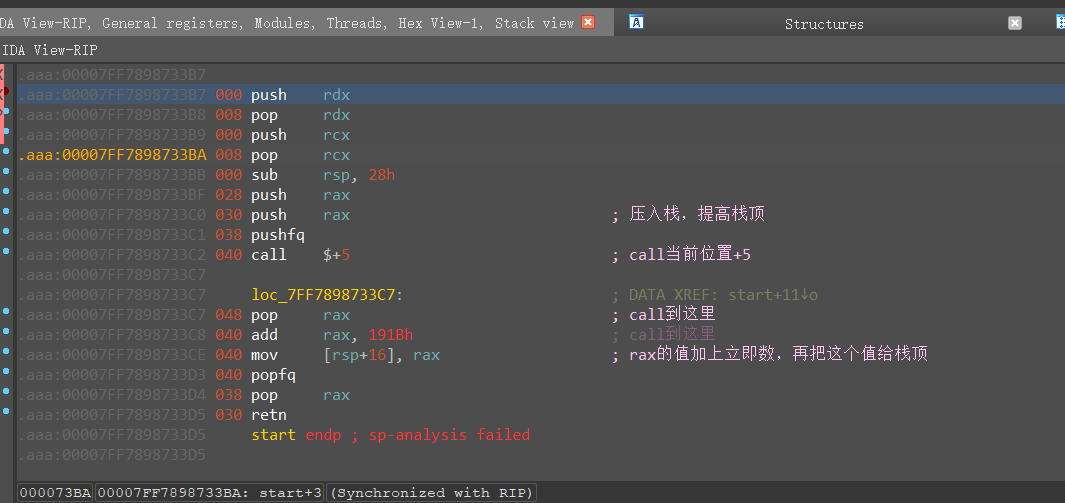 DA View-RIP, General registers, Modules, Threads, Hex View-1, Stack view Structures
IDA View-RIP
.aaa:00007FF7898733B7
.aaa:00007FF7898733B7 000 push rdx
.aaa:00007FF7898733B8 008 pop rdx
.aaa:00007FF7898733B9 000 push rcx
.aaa:00007FF7898733BA 008 pop rcx
.aaa:00007FF7898733BB 000 sub rsp, 28h
.aaa:00007FF7898733BF 028 push rax
.aaa:00007FF7898733C0 030 push rax ; 压入栈，提高栈顶
.aaa:00007FF7898733C1 038 pushfq
.aaa:00007FF7898733C2 040 call $+5 ; call当前位置+5
.aaa:00007FF7898733C7
.aaa:00007FF7898733C7 loc_7FF7898733C7: ; DATA XREF: start+11↓o
.aaa:00007FF7898733C7 048 pop rax ; call到这里
.aaa:00007FF7898733C8 040 add rax, 191Bh ; call到这里
.aaa:00007FF7898733CE 040 mov [rsp+16], rax ; rax的值加上立即数，再把这个值给栈顶
.aaa:00007FF7898733D3 040 popfq
.aaa:00007FF7898733D4 038 pop rax
.aaa:00007FF7898733D5 030 retn
.aaa:00007FF7898733D5 start endp ; sp-analysis failed
.aaa:00007FF7898733D5
000073BA 00007FF7898733BA: start+3 (Synchronized with RIP)